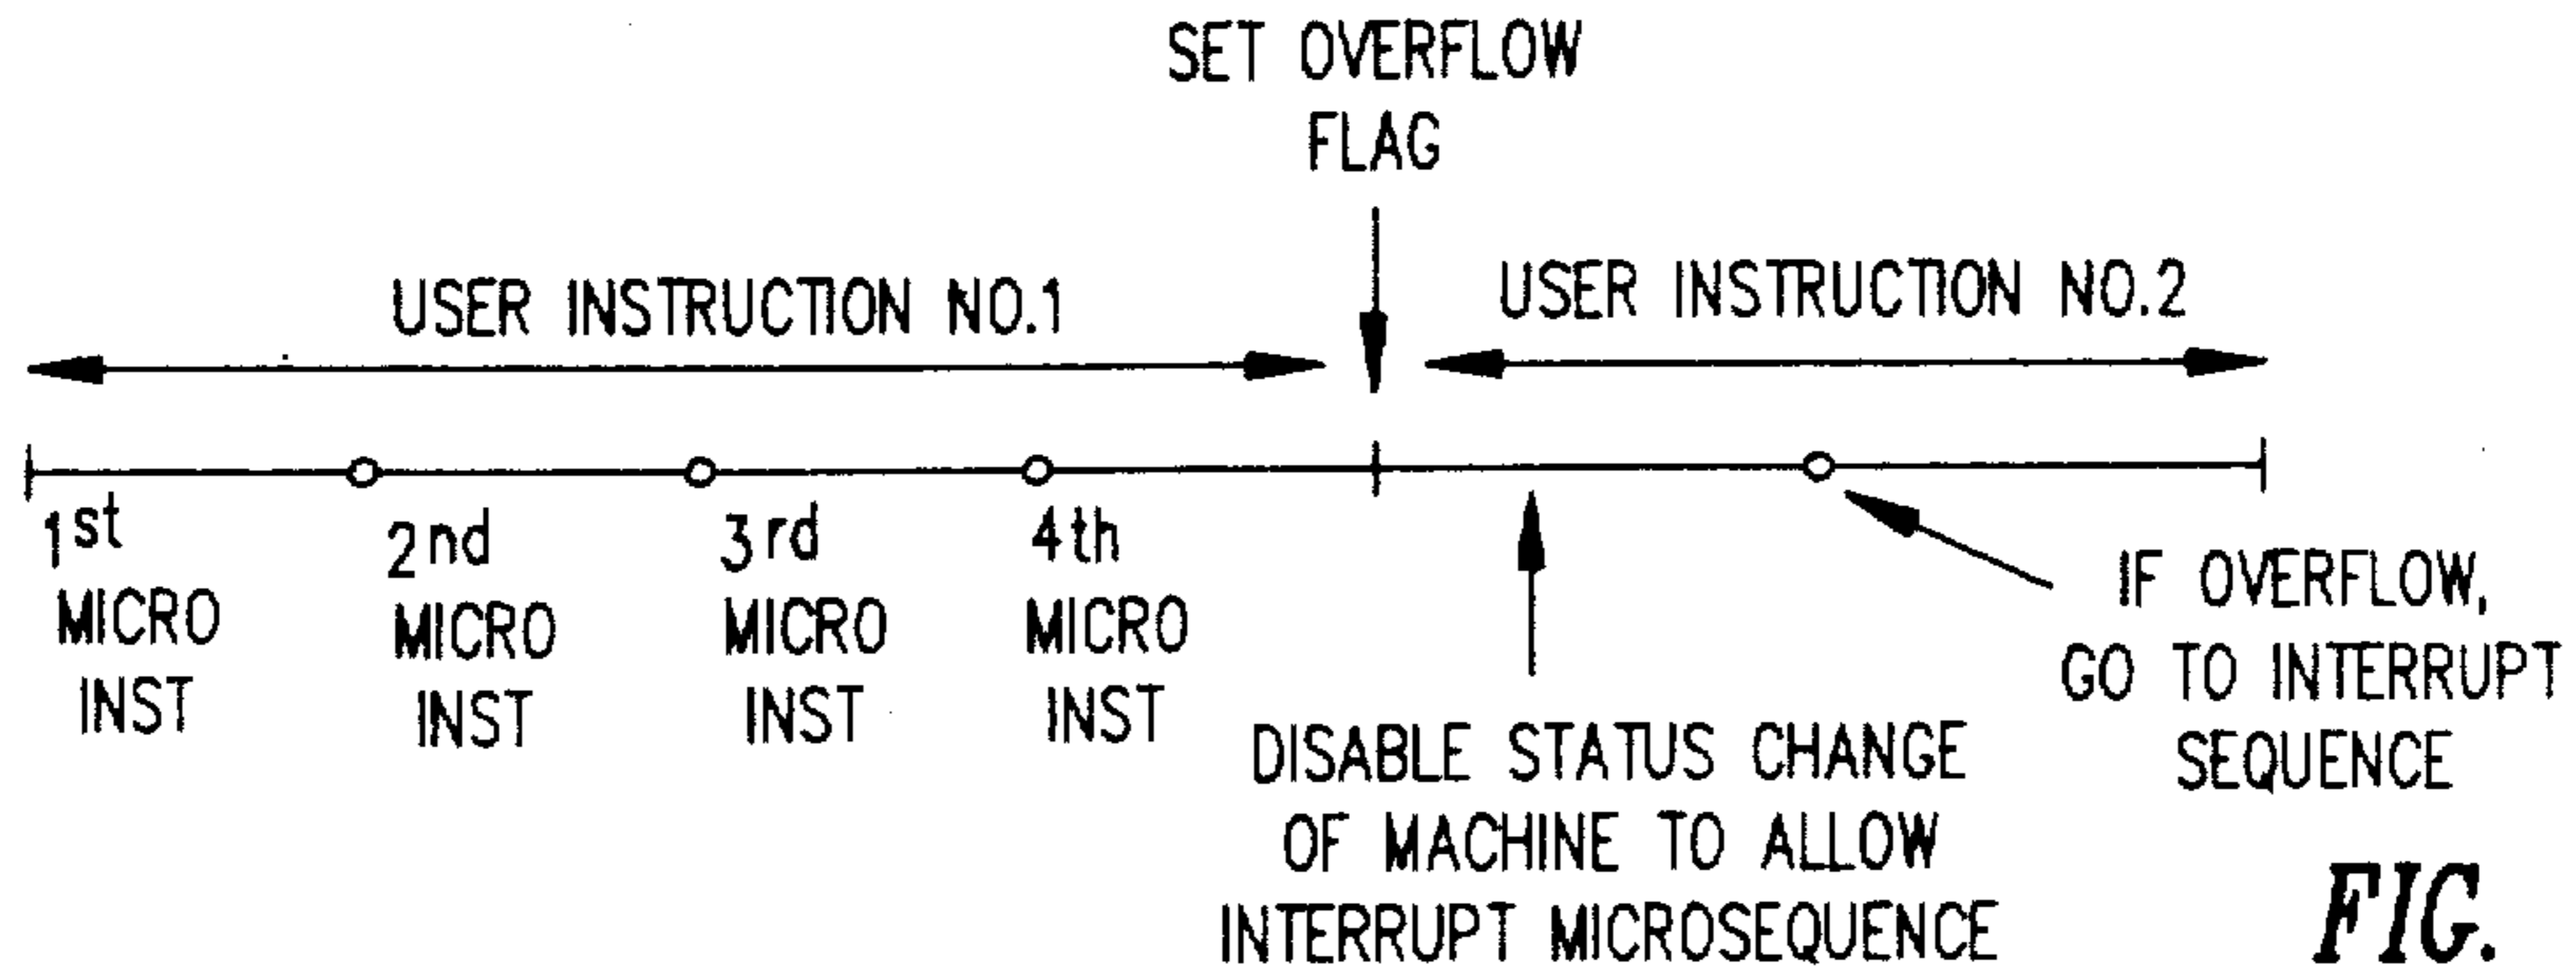 SET OVERFLOW
FLAG
USER INSTRUCTION NO.1
USER INSTRUCTION NO.2
1st
MICRO
INST
2nd
MICRO
INST
3rd
MICRO
INST
4th
MICRO
INST
DISABLE STATUS CHANGE
OF MACHINE TO ALLOW
INTERRUPT MICROSEQUENCE
IF OVERFLOW,
GO TO INTERRUPT
SEQUENCE
FIG.